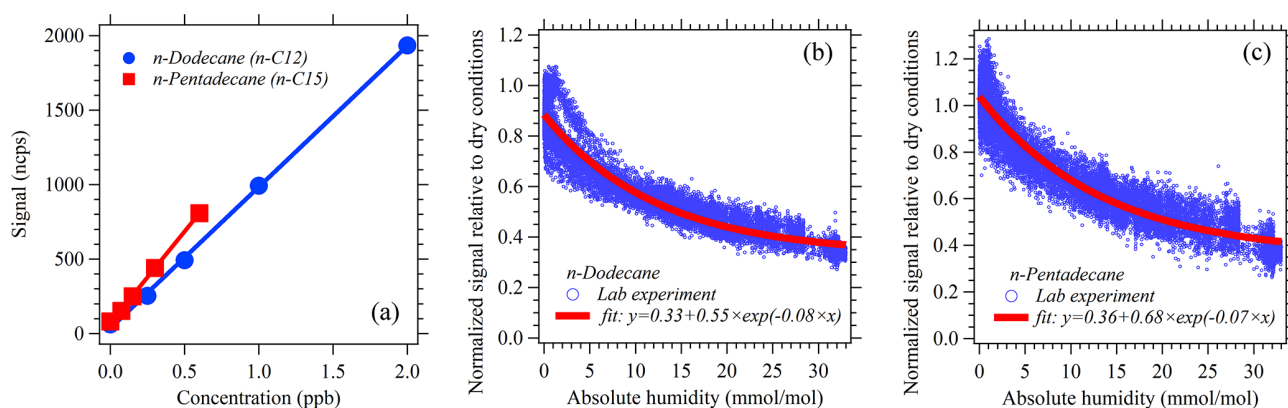 2000
1500
1000
500
0
Signal (ncps)
n-Dodecane (n-C12)
n-Pentadecane (n-C15)
(a)
0.0 0.5 1.0 1.5 2.0
Concentration (ppb)
Normalized signal relative to dry conditions
1.2
1.0
0.8
0.6
0.4
0.2
0.0
(b)
n-Dodecane
Lab experiment
fit: y=0.33+0.55×exp(-0.08×x)
0 5 10 15 20 25 30
Absolute humidity (mmol/mol)
Normalized signal relative to dry conditions
1.2
1.0
0.8
0.6
0.4
0.2
0.0
(c)
n-Pentadecane
Lab experiment
fit: y=0.36+0.68×exp(-0.07×x)
0 5 10 15 20 25 30
Absolute humidity (mmol/mol)